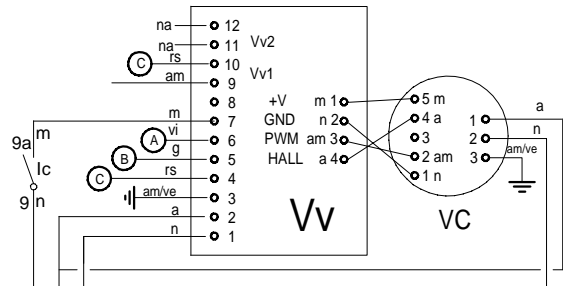 na 12
na 11 Vv2
C rs 10
am 9 Vv1
8 +V m 1 5 m
m 7 GND n 2 4 a 1 a
A vi 6 PWM am 3 3 2 n
B g 5 HALL a 4 2 am 3 am/ve
C rs 4 1 n
am/ve 3
a 2
n 1
Vv
VC
9a m
Ic
9 n